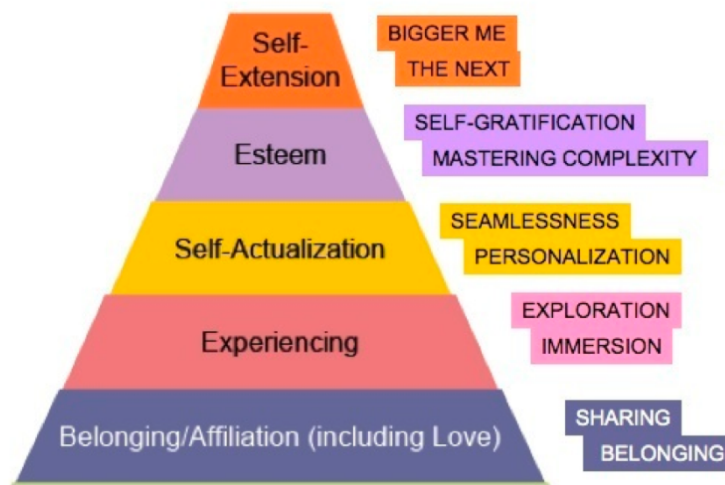 Self-
Extension
BIGGER ME
THE NEXT
Esteem
SELF-GRATIFICATION
MASTERING COMPLEXITY
Self-Actualization
SEAMLESSNESS
PERSONALIZATION
Experiencing
EXPLORATION
IMMERSION
Belonging/Affiliation (including Love)
SHARING
BELONGING